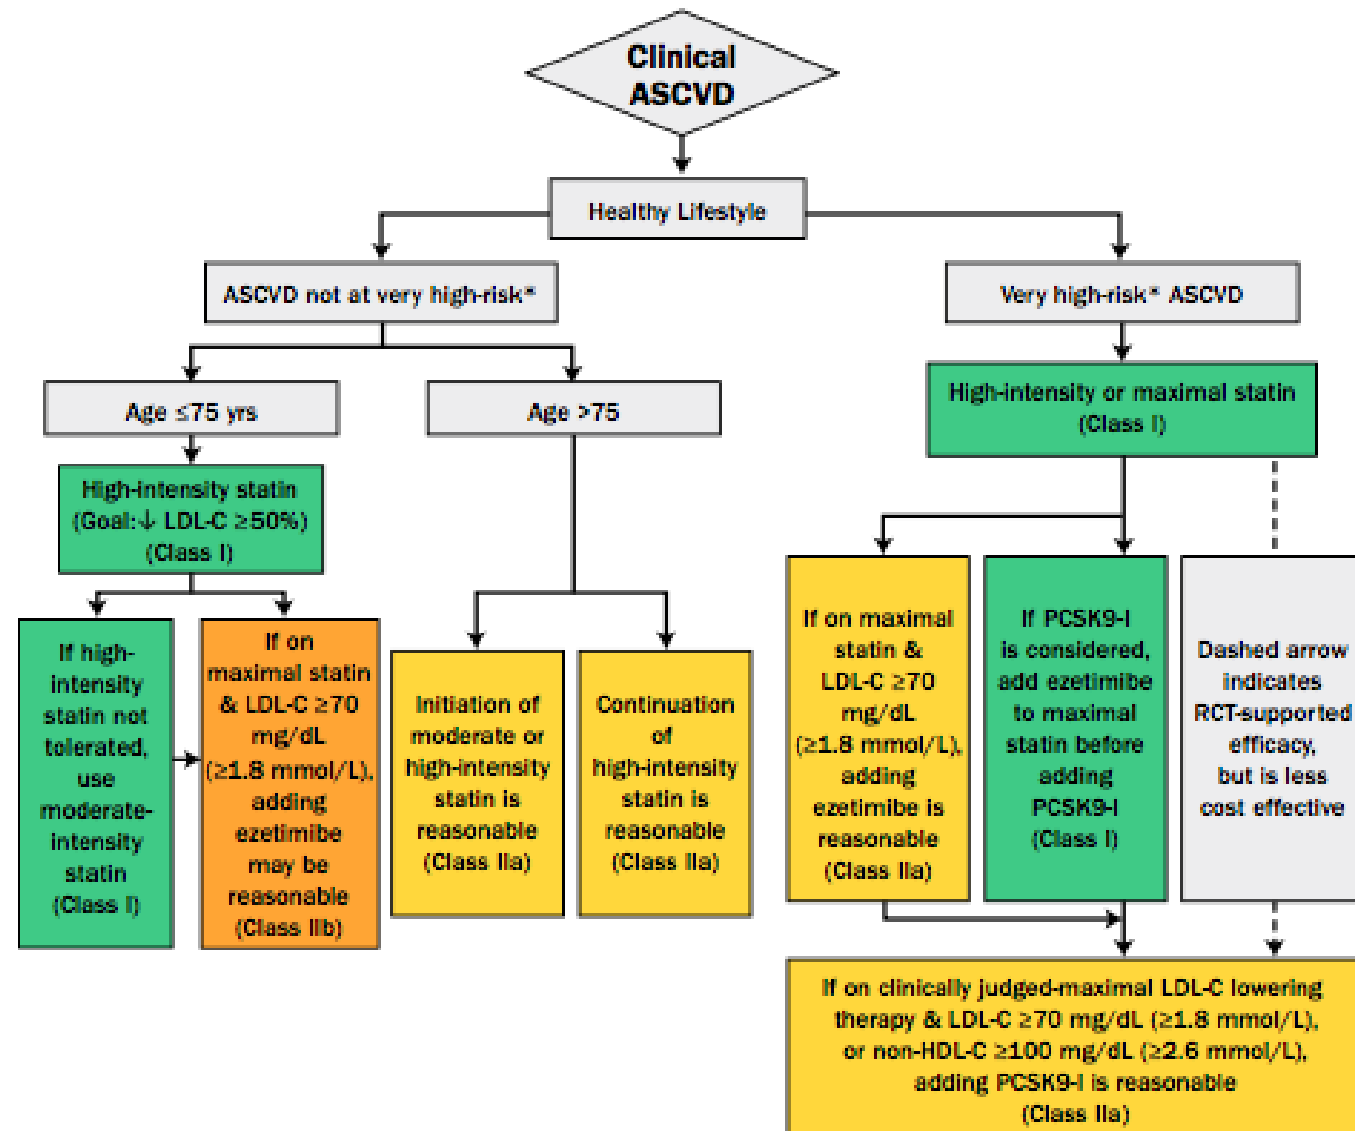 Clinical
ASCVD
Healthy Lifestyle
ASCVD not at very high-risk*
Very high-risk* ASCVD
Age ≤75 yrs
Age >75
High-intensity or maximal statin
(Class I)
High-intensity statin
(Goal:↓ LDL-C ≥50%)
(Class I)
If high-
intensity
statin not
tolerated,
use
moderate-
intensity
statin
(Class I)
If on
maximal statin
& LDL-C ≥70
mg/dL
(≥1.8 mmol/L),
adding
ezetimibe
may be
reasonable
(Class IIb)
Initiation of
moderate or
high-intensity
statin is
reasonable
(Class IIa)
Continuation
of
high-intensity
statin is
reasonable
(Class IIa)
If on maximal
statin &
LDL-C ≥70
mg/dL
(≥1.8 mmol/L),
adding
ezetimibe is
reasonable
(Class IIa)
If PCSK9-I
is considered,
add ezetimibe
to maximal
statin before
adding
PCSK9-I
(Class I)
Dashed arrow
indicates
RCT-supported
efficacy,
but is less
cost effective
If on clinically judged-maximal LDL-C lowering
therapy & LDL-C ≥70 mg/dL (≥1.8 mmol/L),
or non-HDL-C ≥100 mg/dL (≥2.6 mmol/L),
adding PCSK9-I is reasonable
(Class IIa)